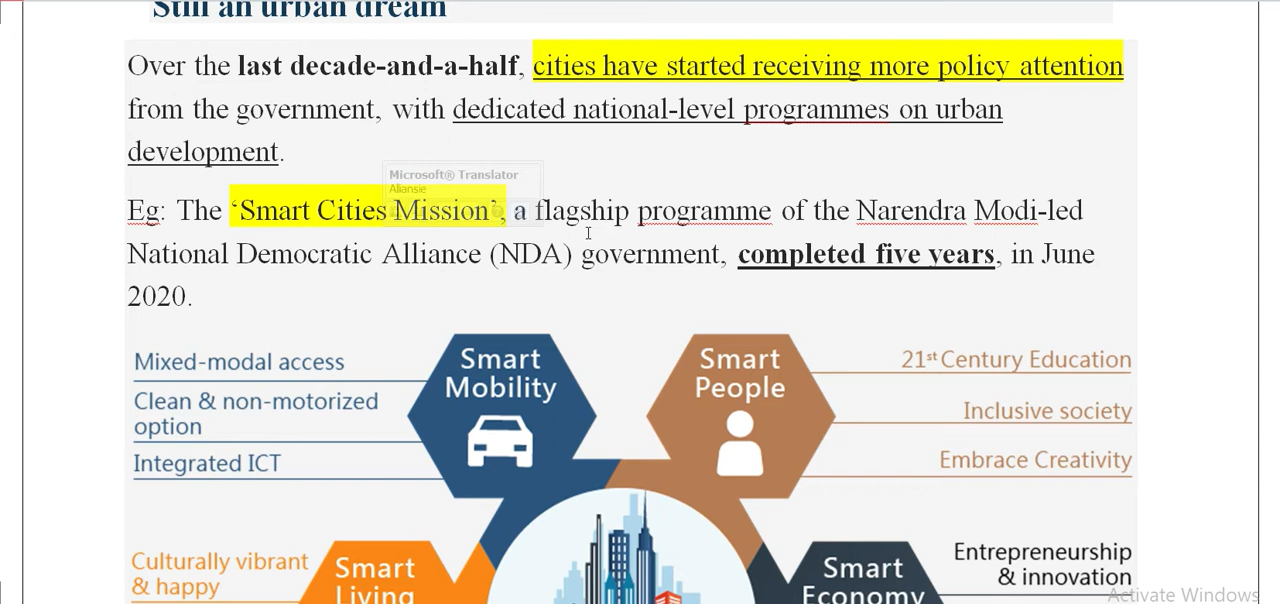 Still an urban dream
Over the last decade-and-a-half, cities have started receiving more policy attention
from the government, with dedicated national-level programmes on urban
development.
Microsoft® Translator
Aliansie
Eg: The ‘Smart Cities Mission’, a flagship programme of the Narendra Modi-led
National Democratic Alliance (NDA) government, completed five years, in June
2020.
Smart
Mobility
Mixed-modal access
Clean & non-motorized
option
Integrated ICT
Smart
People
21st Century Education
Inclusive society
Embrace Creativity
Culturally vibrant
& happy
Smart
Living
Smart
Economy
Entrepreneurship
& innovation
Activate Windows